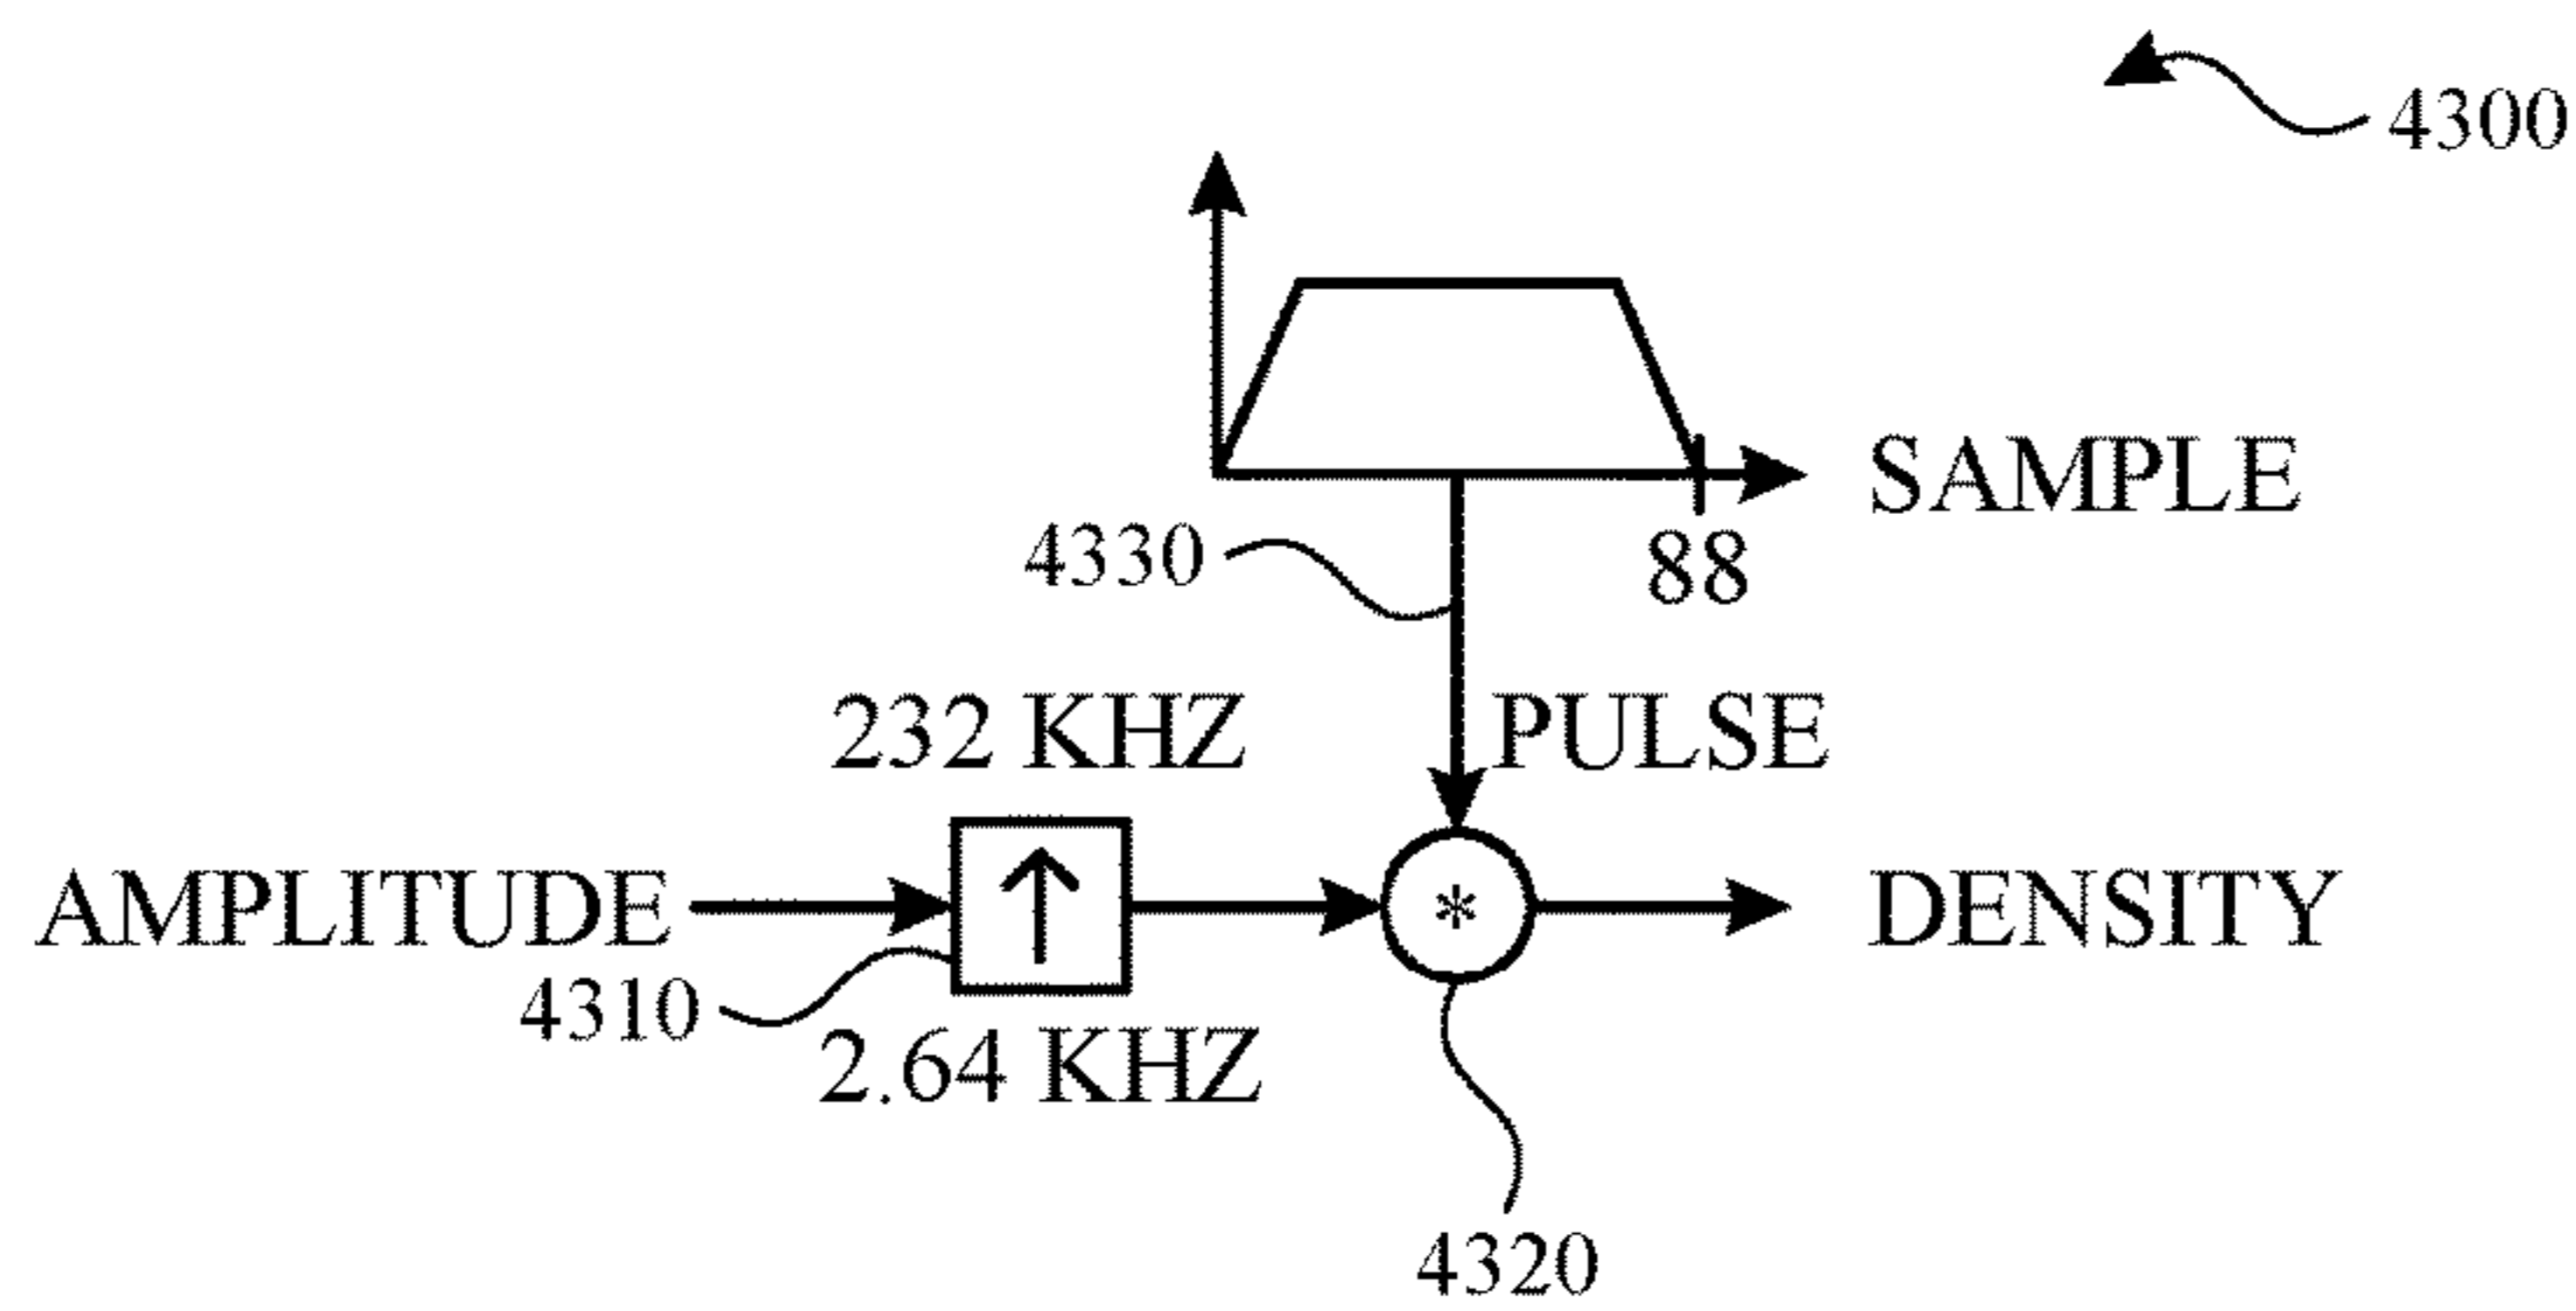 4300
SAMPLE
4330
88
232 KHZ
PULSE
AMPLITUDE
*
DENSITY
4310
2.64 KHZ
4320